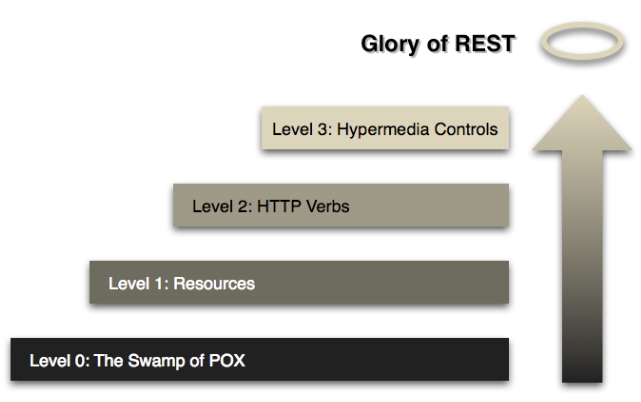 Glory of REST
Level 3: Hypermedia Controls
Level 2: HTTP Verbs
Level 1: Resources
Level 0: The Swamp of POX